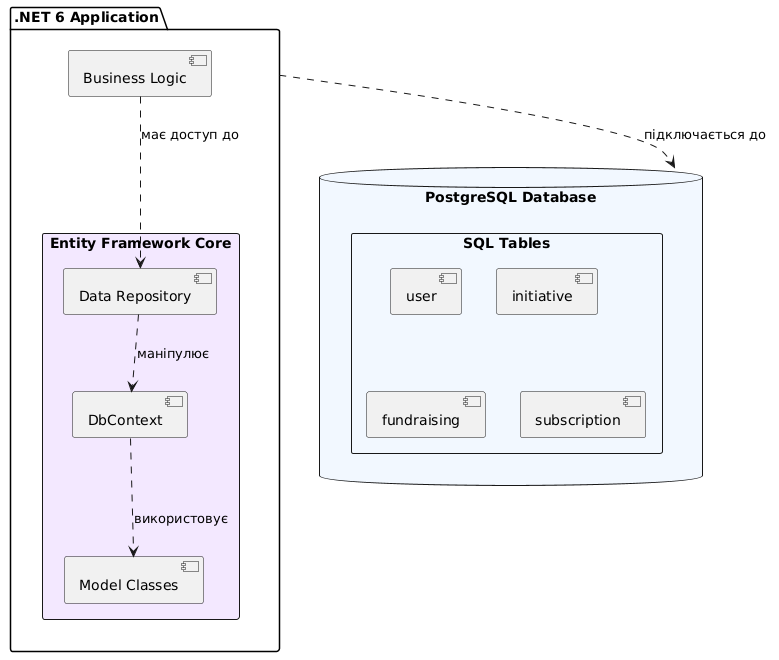 .NET 6 Application
Business Logic
має доступ до
підключається до
PostgreSQL Database
Entity Framework Core
SQL Tables
Data Repository
user
initiative
маніпулює
DbContext
fundraising
subscription
використовує
Model Classes